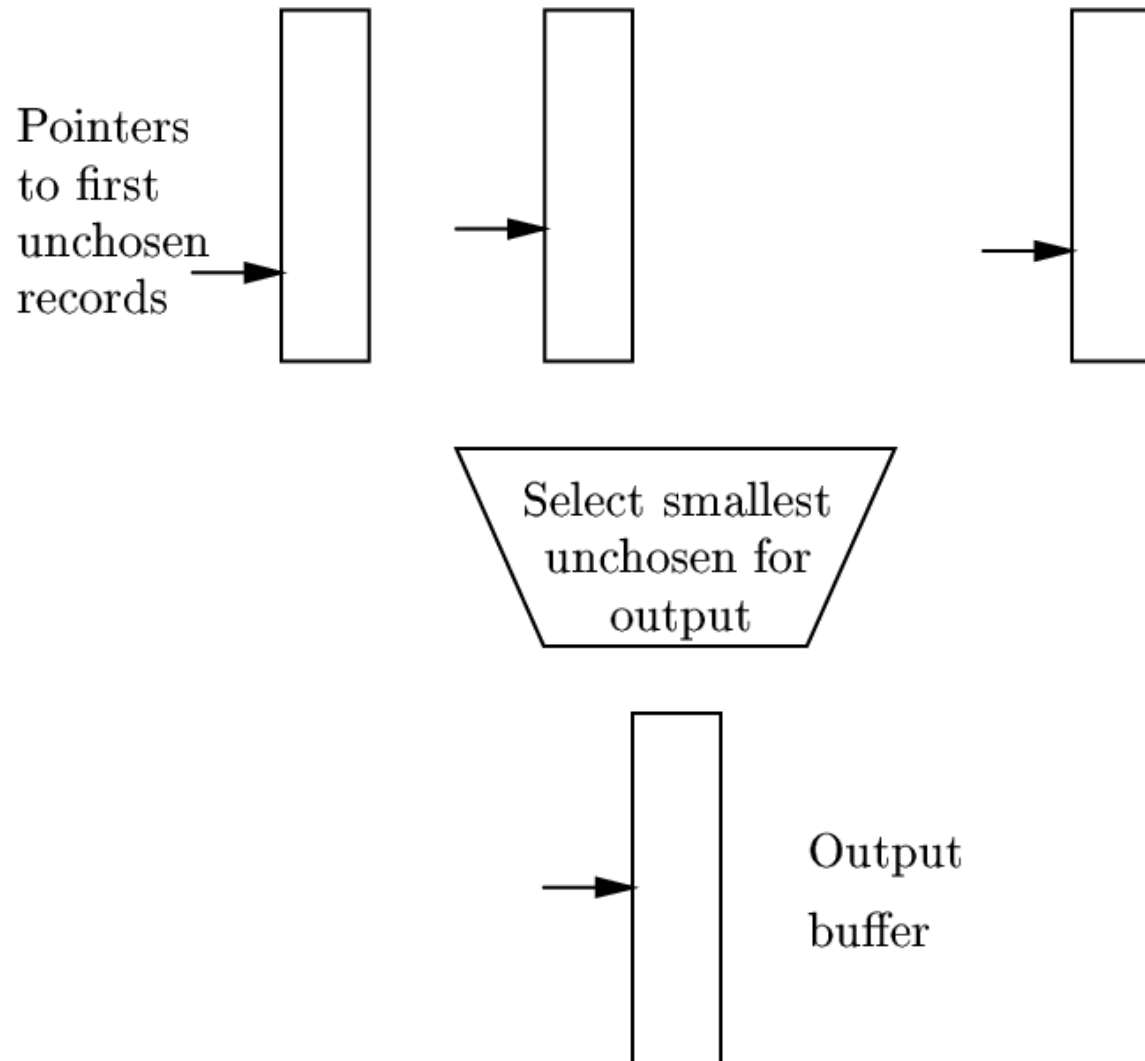 Pointers
to first
unchosen
records
Select smallest
unchosen for
output
Output
buffer